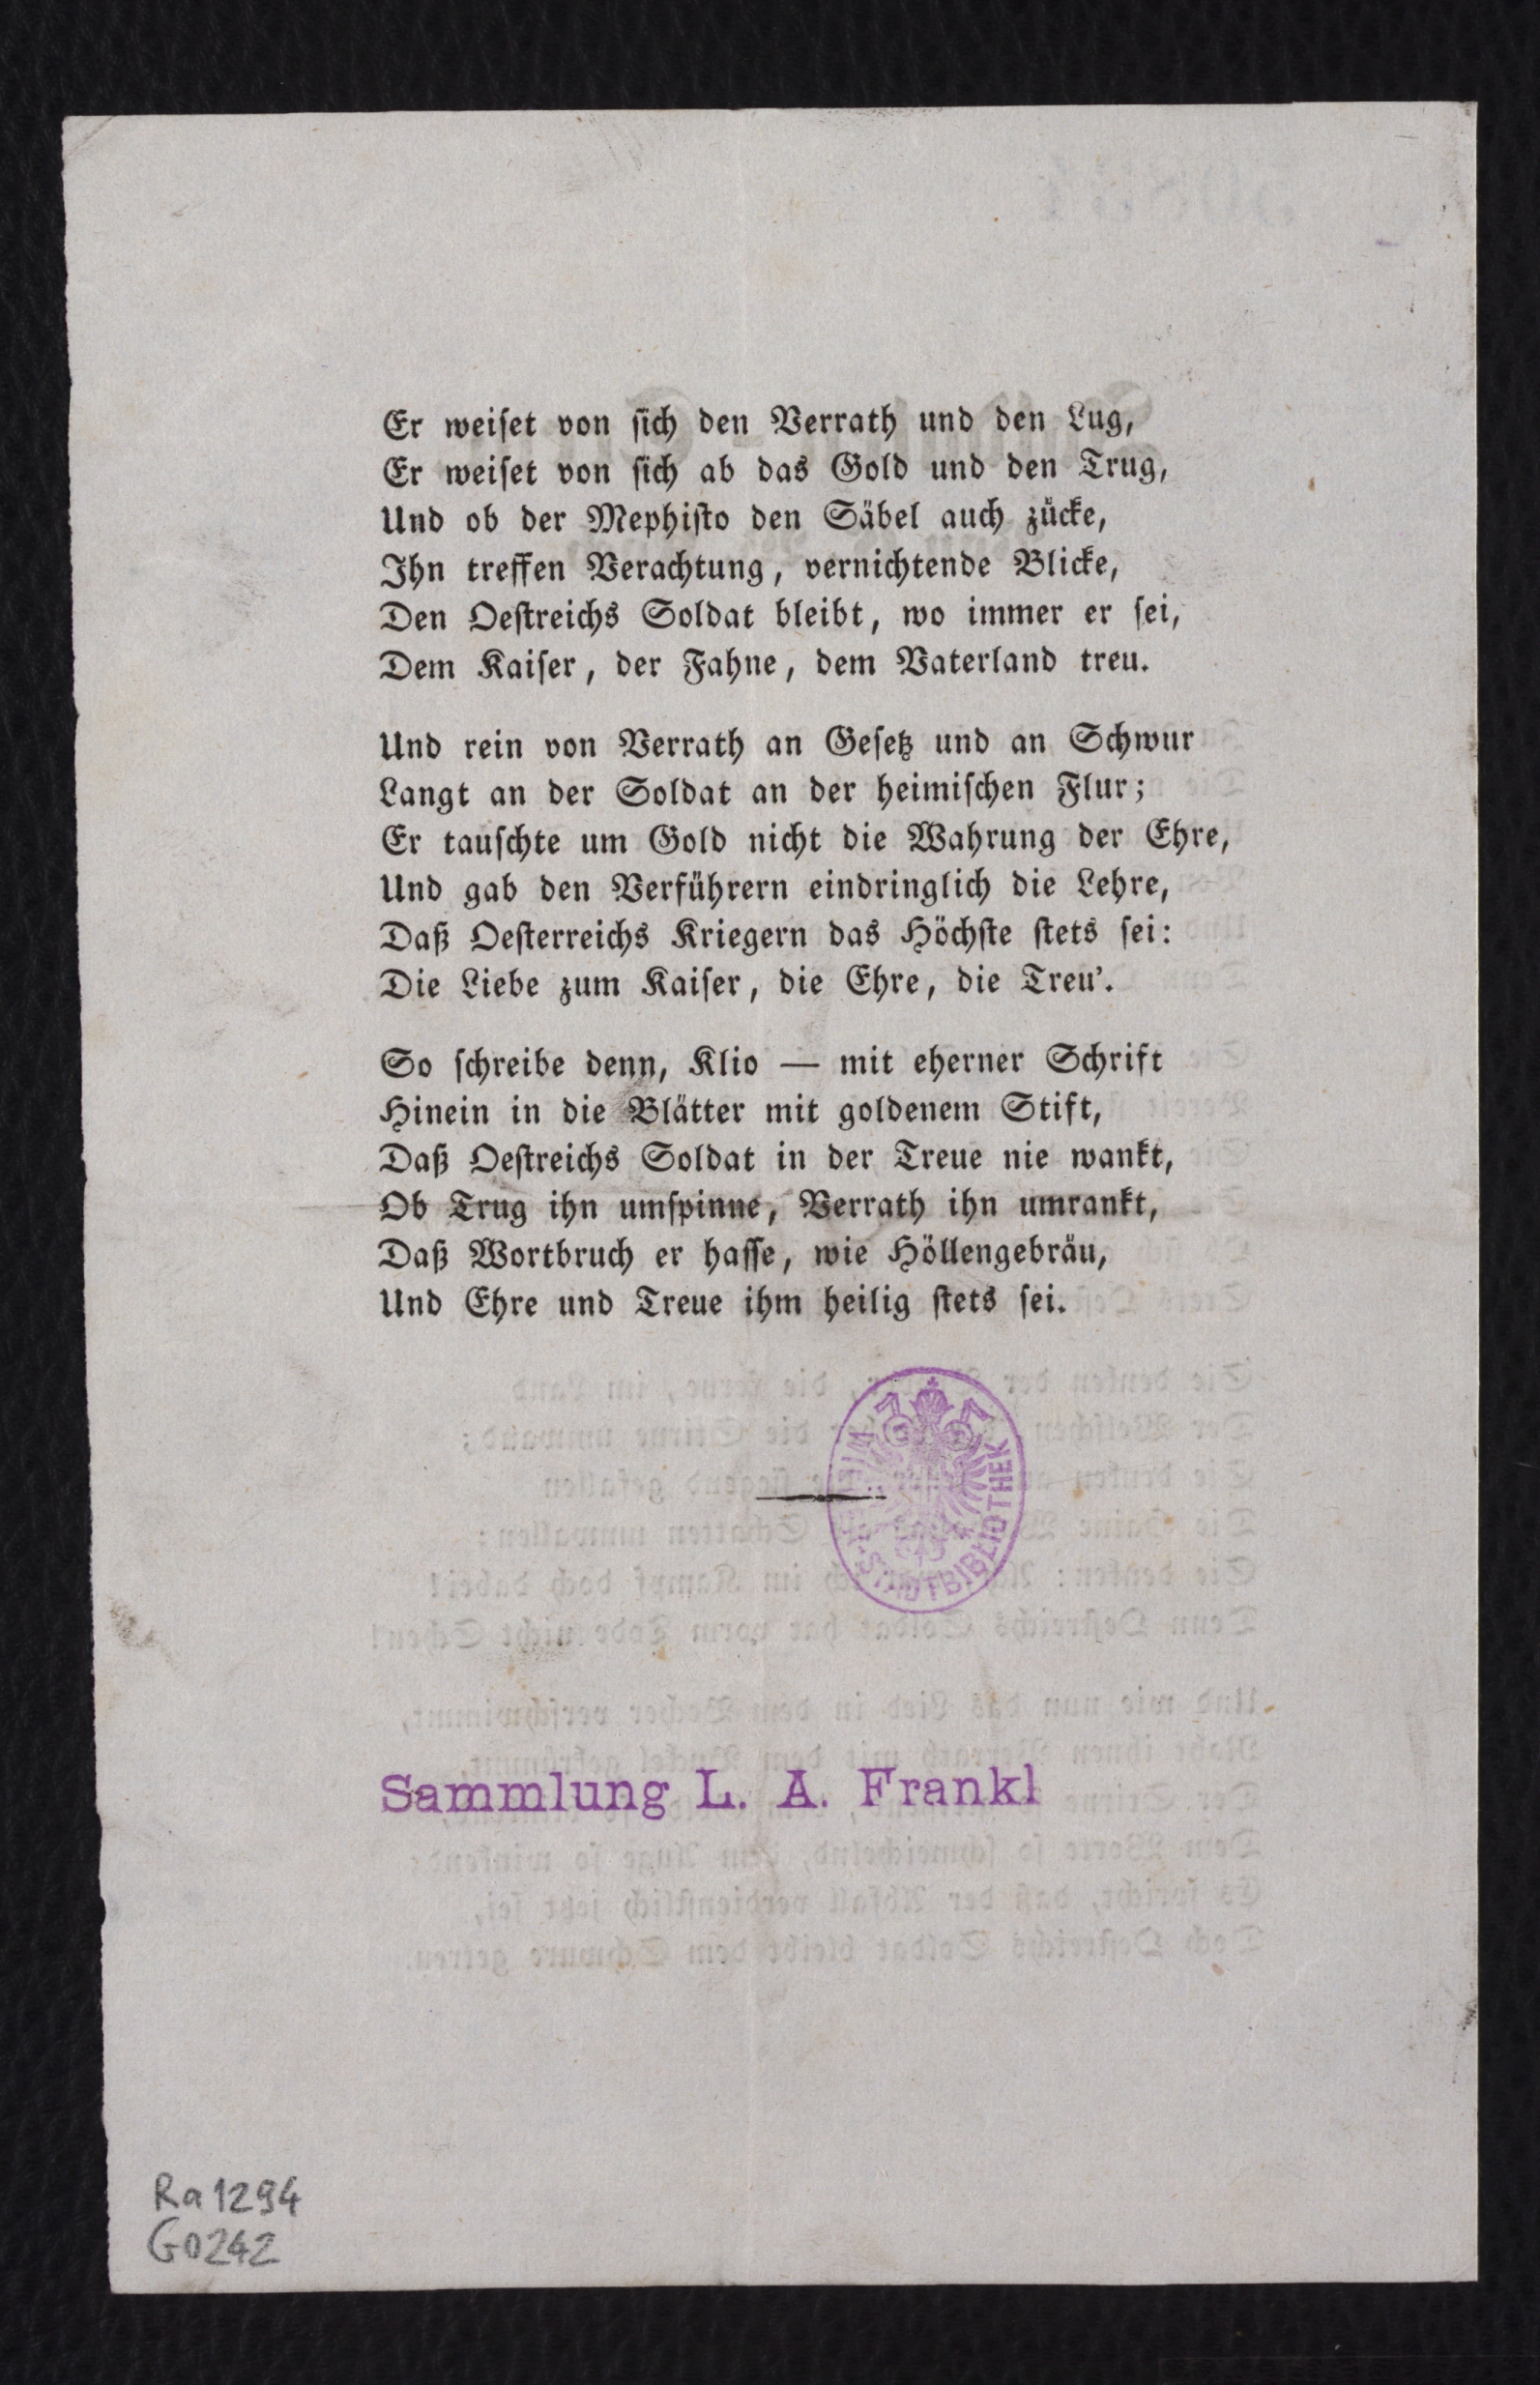 Er weiſet von ſich den Verrath und den Lug,
Er weiſet von ſich ab das Gold und den Trug,
Und ob der Mephiſto den Säbel auch zücke,
Ihn treffen Verachtung, vernichtende Blicke,
Den Oeſtreichs Soldat bleibt, wo immer er ſei,
Dem Kaiſer, der Fahne, dem Vaterland treu.
Und rein von Verrath an Geſetz und an Schwur
Langt an der Soldat an der heimiſchen Flur;
Er tauſchte um Gold nicht die Wahrung der Ehre,
Und gab den Verführern eindringlich die Lehre,
Daß Oeſterreichs Kriegern das Höchſte ſtets ſei:
Die Liebe zum Kaiſer, die Ehre, die Treu'.
So ſchreibe denn, Klio — mit eherner Schrift
Hinein in die Blätter mit goldenem Stift,
Daß Oeſtreichs Soldat in der Treue nie wankt,
Ob Trug ihn umſpinne, Verrath ihn umrankt,
Daß Wortbruch er haſſe, wie Höllengebräu,
Und Ehre und Treue ihm heilig ſtets ſei.
STADTBIBLIOTHEK
Sammlung L. A. Frankl
Ra 1294
G0242